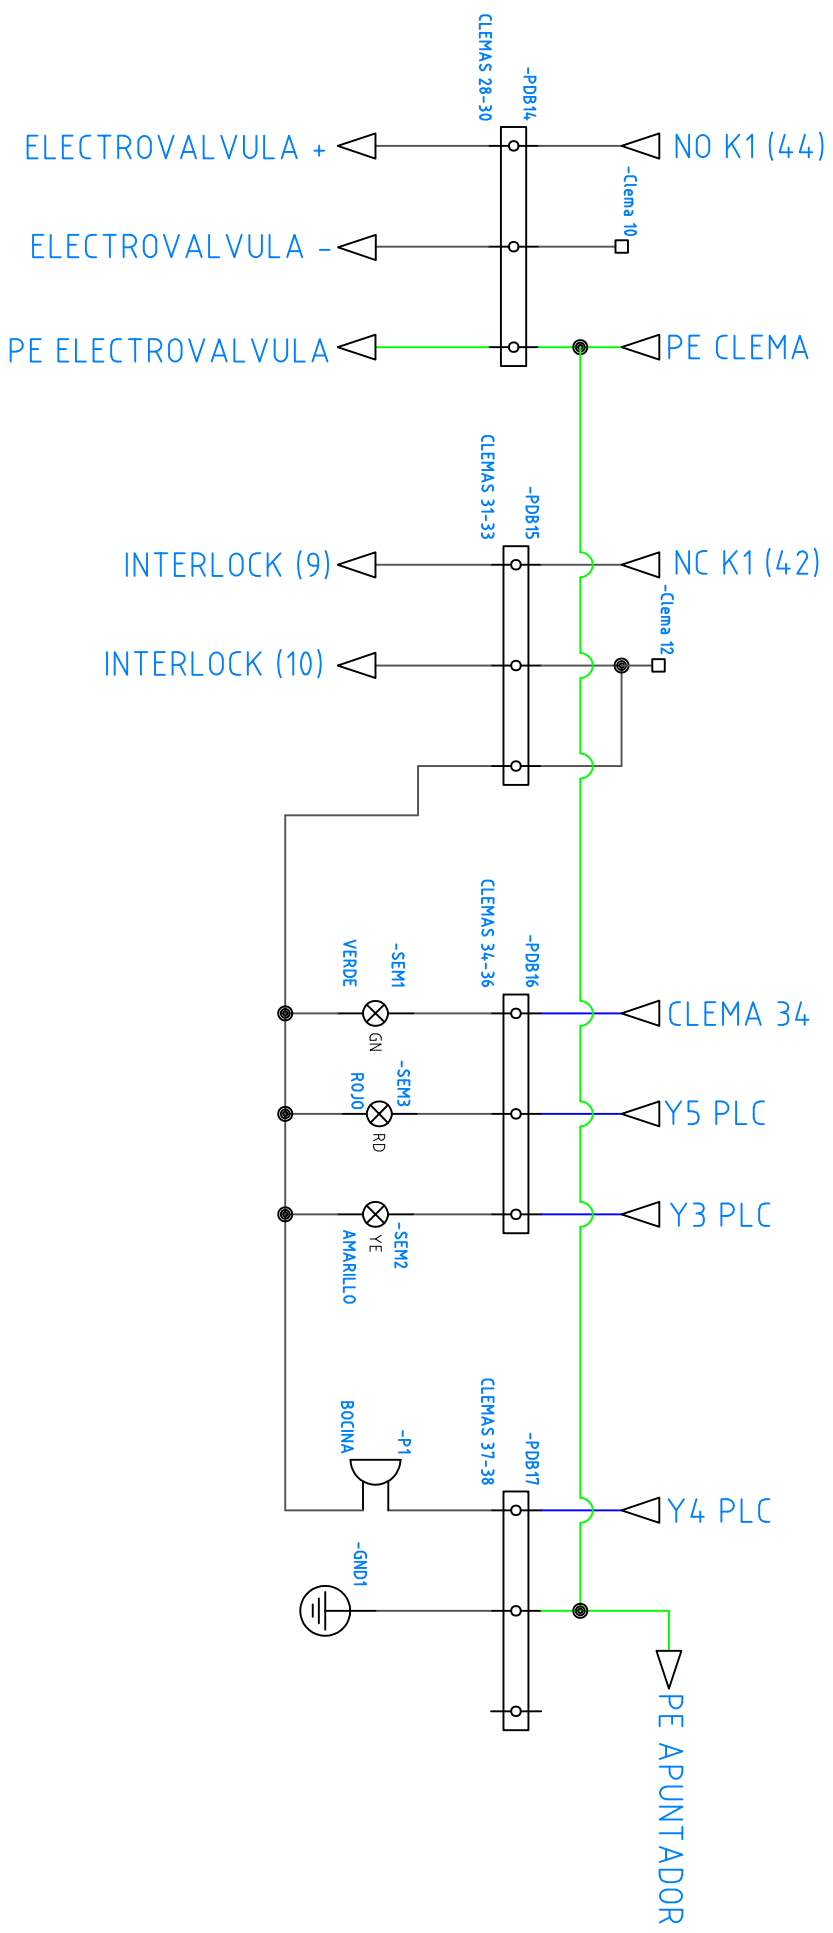 CLEMAS 28-30
-PDB14
ELECTROVALVULA +
NO K1 (44)
-Clema 10
ELECTROVALVULA -
PE ELECTROVALVULA
PE CLEMA
CLEMAS 31-33
-PDB15
INTERLOCK (9)
NC K1 (42)
-Clema 12
INTERLOCK (10)
CLEMAS 34-36
-PDB16
VERDE
-SEM1
GN
CLEMA 34
ROJO
-SEM3
RD
Y5 PLC
AMARILLO
-SEM2
YE
Y3 PLC
CLEMAS 37-38
-PDB17
BOCINA
-P1
Y4 PLC
-GND1
PE APUNTADOR